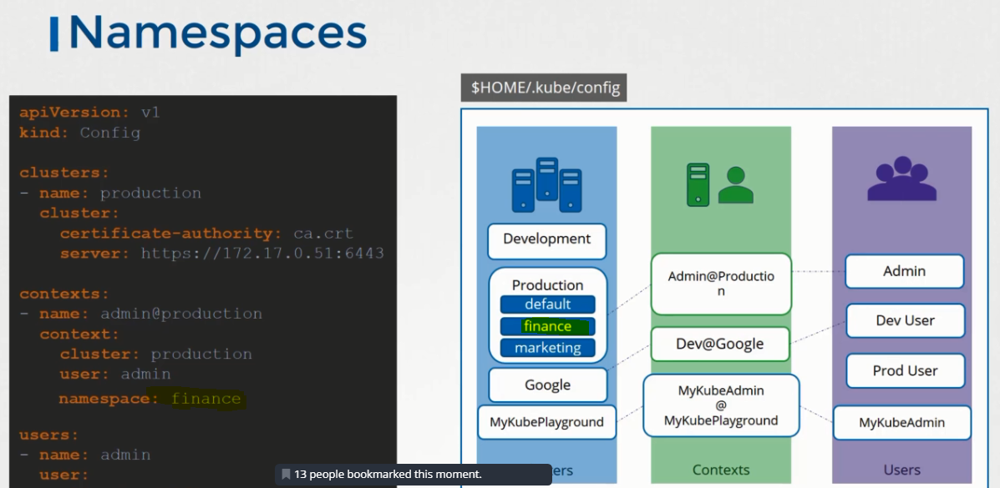 Namespaces
$HOME/.kube/config
apiVersion: v1
kind: Config
clusters:
- name: production
cluster:
certificate-authority: ca.crt
server: https://172.17.0.51:6443
contexts:
- name: admin@production
context:
cluster: production
user: admin
namespace: finance
users:
- name: admin
user:
Development
Production
default
finance
marketing
Google
MyKubePlayground
Admin@Productio
n
Dev@Google
MyKubeAdmin
@
MyKubePlayground
Contexts
Admin
Dev User
Prod User
MyKubeAdmin
Users
13 people bookmarked this moment.